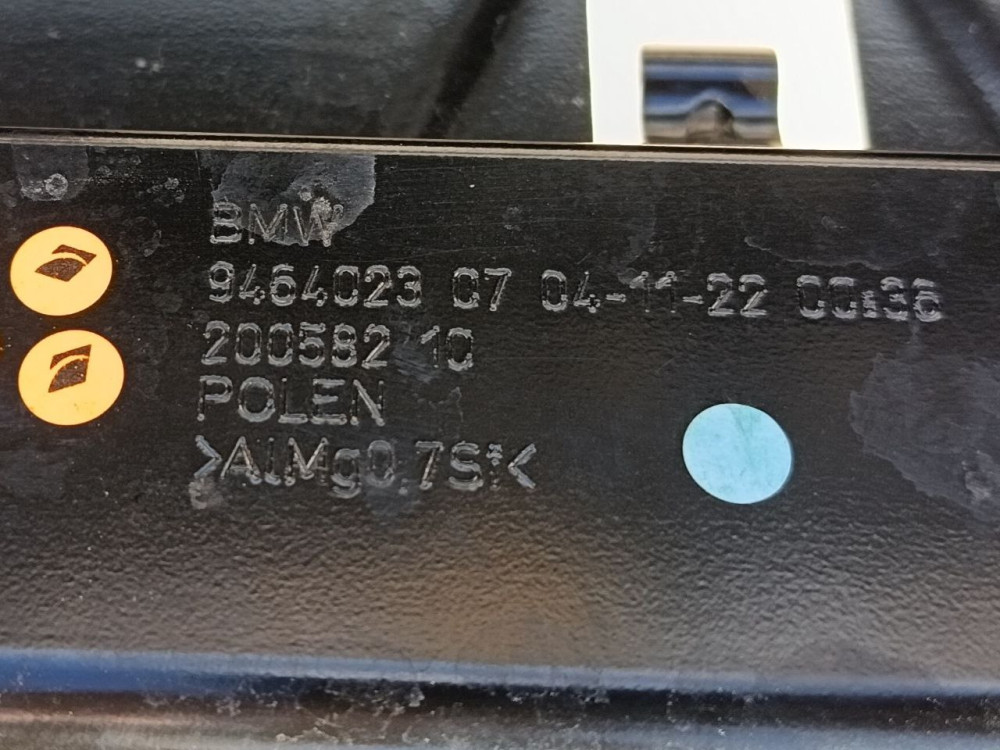 BMW
9464023 07 04-11-22 00:36
200582 10
POLEN
>AlMg0.7Si<